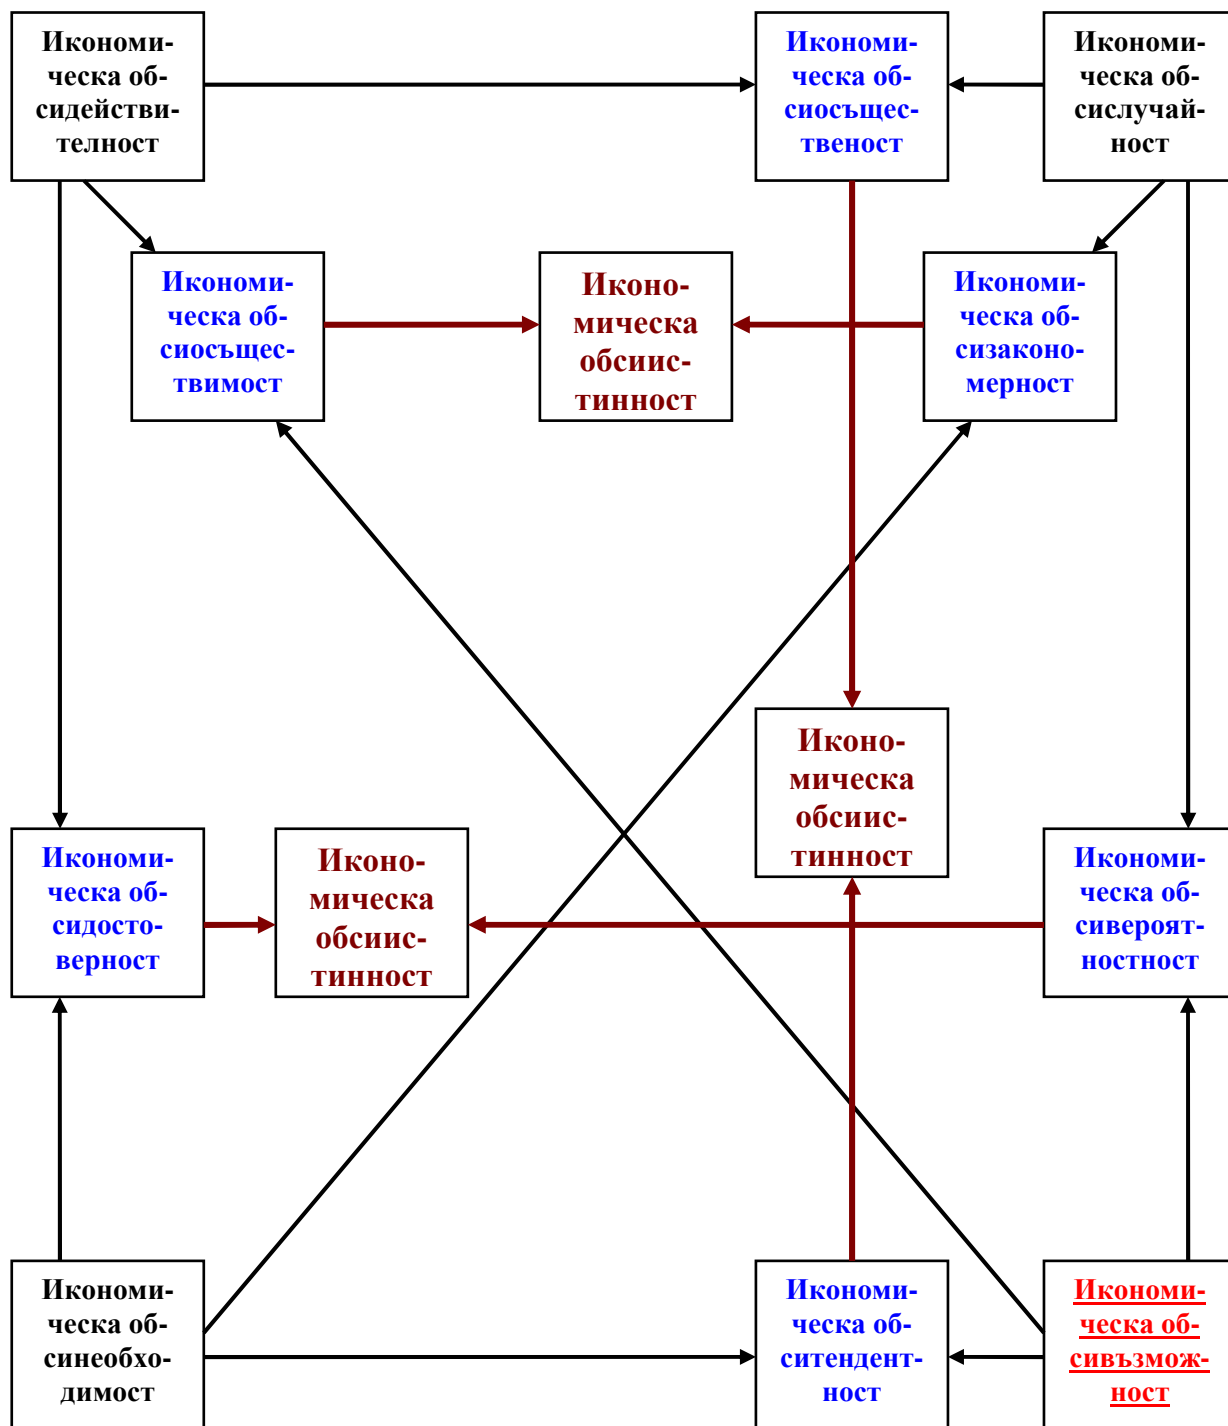 Икономи-
ческа об-
сидействи-
телност
Икономи-
ческа об-
сиосъщес-
твеност
Икономи-
ческа об-
сислучай-
ност
Икономи-
ческа об-
сиосъщес-
твимост
Иконо-
мическа
обсиис-
тинност
Икономи-
ческа об-
сизаконо-
мерност
Иконо-
мическа
обсиис-
тинност
Икономи-
ческа об-
сидосто-
верност
Иконо-
мическа
обсиис-
тинност
Икономи-
ческа об-
сивероят-
ностност
Икономи-
ческа об-
синеобхо-
димост
Икономи-
ческа об-
ситендент-
ност
Икономи-
ческа об-
сивъзмож-
ност